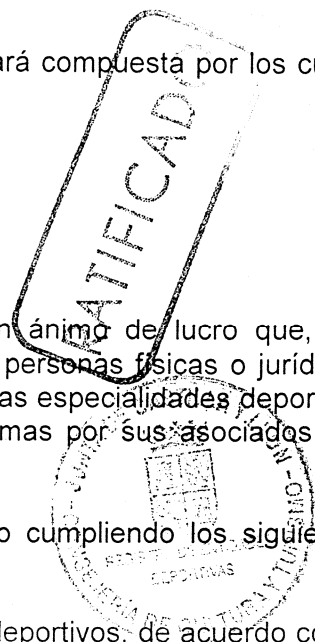 ará compuesta por los cu
RATIFICADO
n ánimo de lucro que,
personas físicas o juríd
as especialidades depor
mas por sus asociados
o cumpliendo los siguie
deportivos, de acuerdo co